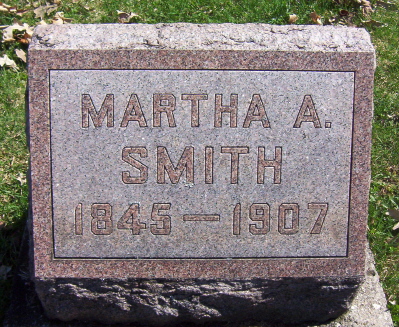 MARTHA A.
SMITH
1845 — 1907